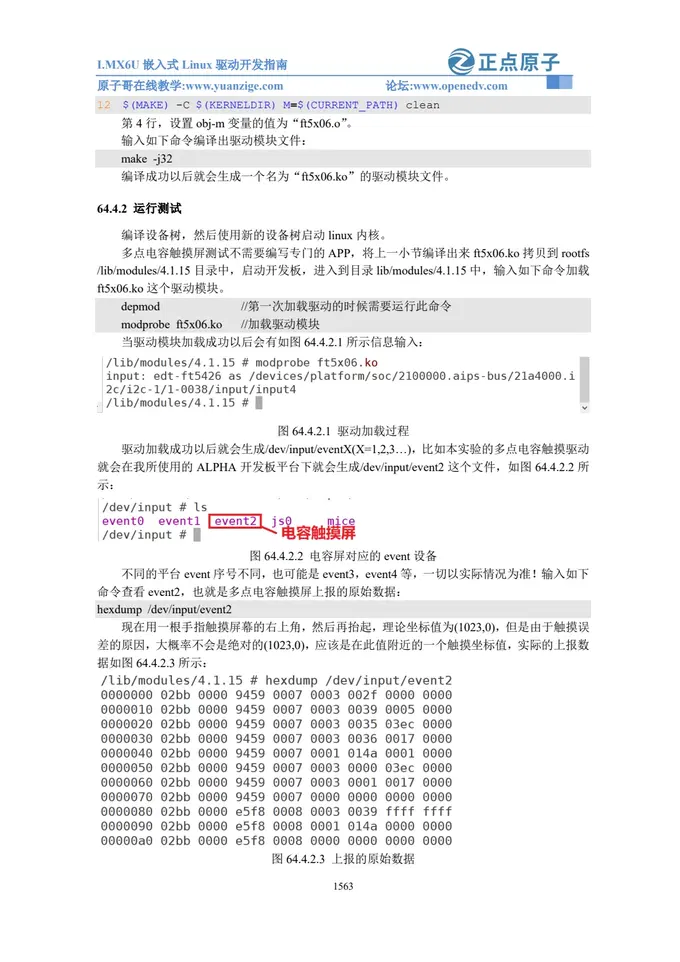 I.MX6U 嵌入式 Linux 驱动开发指南
正点原子
原子哥在线教学:www.yuanzige.com 论坛:www.openedv.com
12 $(MAKE) -C $(KERNELDIR) M=$(CURRENT_PATH) clean
第 4 行，设置 obj-m 变量的值为“ft5x06.o”。
输入如下命令编译出驱动模块文件：
make -j32
编译成功以后就会生成一个名为“ft5x06.ko”的驱动模块文件。
64.4.2 运行测试
编译设备树，然后使用新的设备树启动 linux 内核。
多点电容触摸屏测试不需要编写专门的 APP，将上一小节编译出来 ft5x06.ko 拷贝到 rootfs
/lib/modules/4.1.15 目录中，启动开发板，进入到目录 lib/modules/4.1.15 中，输入如下命令加载
ft5x06.ko 这个驱动模块。
depmod //第一次加载驱动的时候需要运行此命令
modprobe ft5x06.ko //加载驱动模块
当驱动模块加载成功以后会有如图 64.4.2.1 所示信息输入：
/lib/modules/4.1.15 # modprobe ft5x06.ko
input: edt-ft5426 as /devices/platform/soc/2100000.aips-bus/21a4000.i
2c/i2c-1/1-0038/input/input4
/lib/modules/4.1.15 #
图 64.4.2.1 驱动加载过程
驱动加载成功以后就会生成/dev/input/eventX(X=1,2,3…)，比如本实验的多点电容触摸驱动
就会在我所使用的 ALPHA 开发板平台下就会生成/dev/input/event2 这个文件，如图 64.4.2.2 所
示：
/dev/input # ls
event0 event1 event2 js0 mice
/dev/input #
电容触摸屏
图 64.4.2.2 电容屏对应的 event 设备
不同的平台 event 序号不同，也可能是 event3，event4 等，一切以实际情况为准！输入如下
命令查看 event2，也就是多点电容触摸屏上报的原始数据：
hexdump /dev/input/event2
现在用一根手指触摸屏幕的右上角，然后再抬起，理论坐标值为(1023,0)，但是由于触摸误
差的原因，大概率不会是绝对的(1023,0)，应该是在此值附近的一个触摸坐标值，实际的上报数
据如图 64.4.2.3 所示：
/lib/modules/4.1.15 # hexdump /dev/input/event2
0000000 02bb 0000 9459 0007 0003 002f 0000 0000
0000010 02bb 0000 9459 0007 0003 0039 0005 0000
0000020 02bb 0000 9459 0007 0003 0035 03ec 0000
0000030 02bb 0000 9459 0007 0003 0036 0017 0000
0000040 02bb 0000 9459 0007 0001 014a 0001 0000
0000050 02bb 0000 9459 0007 0003 0000 03ec 0000
0000060 02bb 0000 9459 0007 0003 0001 0017 0000
0000070 02bb 0000 9459 0007 0000 0000 0000 0000
0000080 02bb 0000 e5f8 0008 0003 0039 ffff ffff
0000090 02bb 0000 e5f8 0008 0001 014a 0000 0000
00000a0 02bb 0000 e5f8 0008 0000 0000 0000 0000
图 64.4.2.3 上报的原始数据
1563